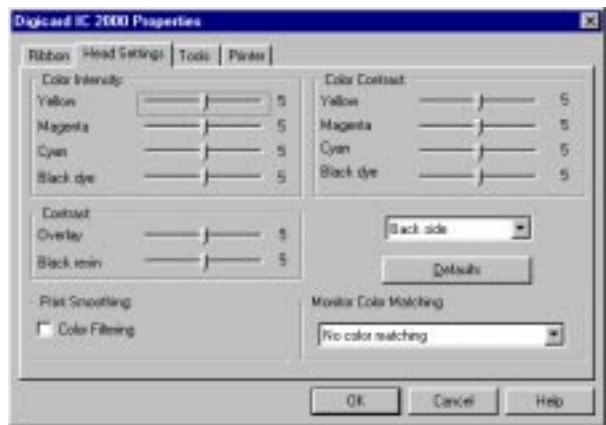 Digicard IC 2000 Properties
Ribbon Head Settings Tools Printer
Color Intensity
Yellow 5
Magenta 5
Cyan 5
Black dye 5
Color Contrast
Yellow 5
Magenta 5
Cyan 5
Black dye 5
Contrast
Overlay 5
Black resin 5
Back side
Defaults
Print Smoothing
Color Filtering
Monitor Color Matching
No color matching
OK Cancel Help